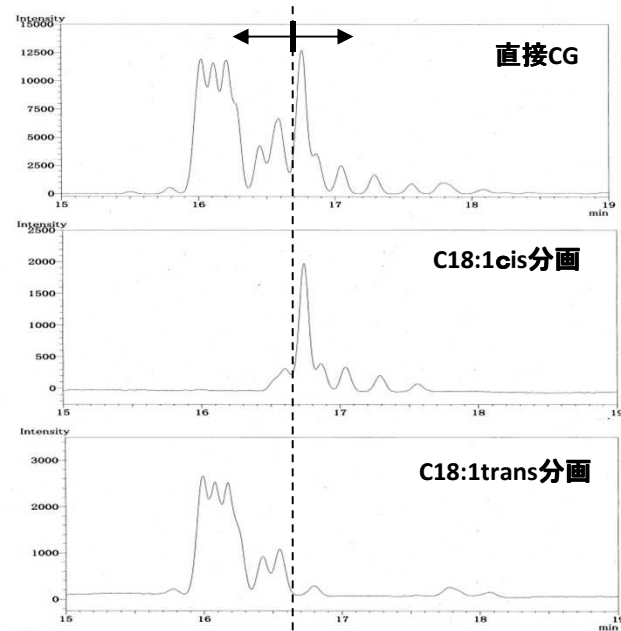 Intensity
15000
直接CG
12500
10000
7500
5000
2500
0
15 16 17 18 19
min
Intensity
2500
C18:1cis分画
2000
1500
1000
500
0
15 16 17 18 19
Intensity
3000
C18:1trans分画
2000
1000
0
15 16 17 18 19
min